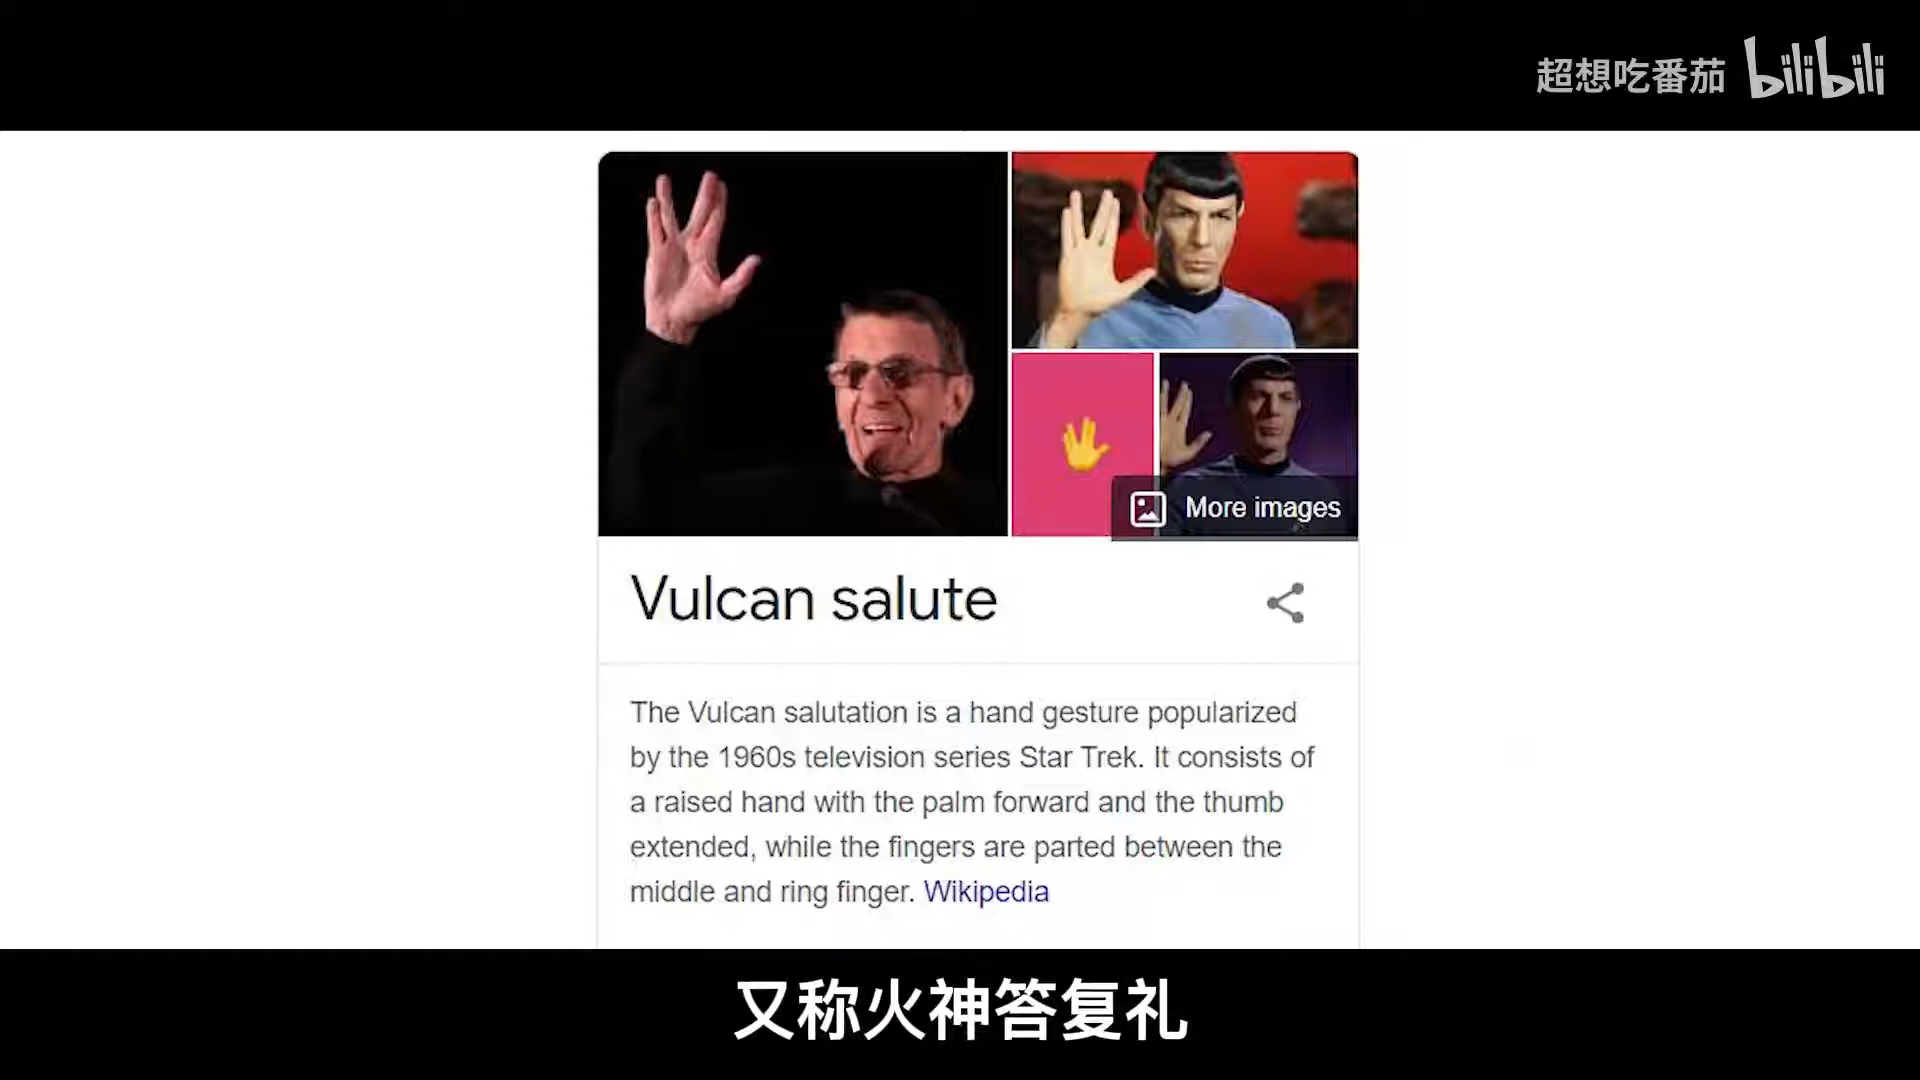 超想吃番茄 bilibili
More images
Vulcan salute
The Vulcan salutation is a hand gesture popularized
by the 1960s television series Star Trek. It consists of
a raised hand with the palm forward and the thumb
extended, while the fingers are parted between the
middle and ring finger. Wikipedia
又称火神答复礼